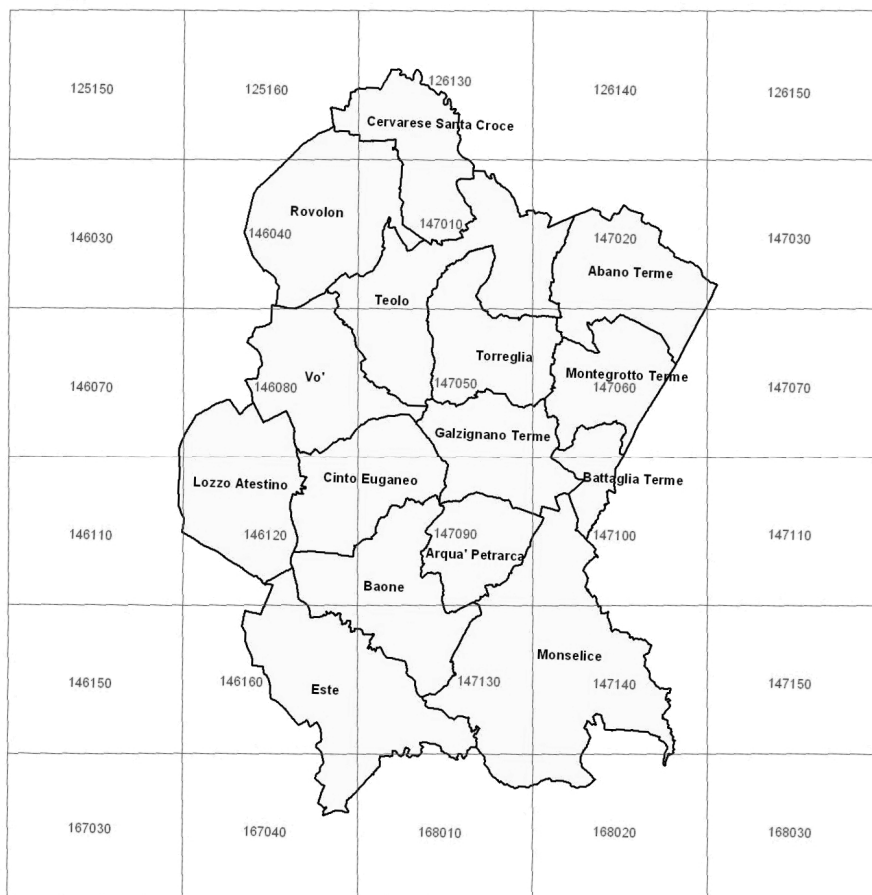 125150
125160
126130
126140
126150
Cervarese Santa Croce
Rovolon
146030
146040
147010
147020
147030
Abano Terme
Teolo
Torreglia
Vo'
Montegrotto Terme
146070
146080
147050
147060
147070
Galzignano Terme
Lozzo Atestino
Cinto Euganeo
Battaglia Terme
146110
146120
147090
147100
147110
Arqua' Petrarca
Baone
Monselice
146150
146160
147130
147140
147150
Este
167030
167040
168010
168020
168030